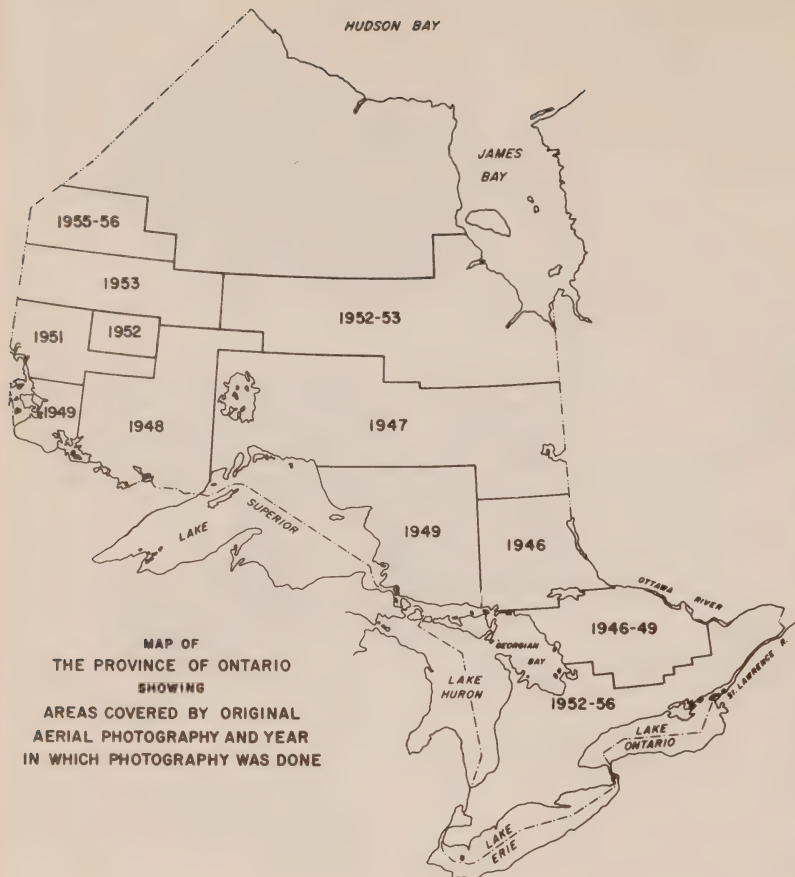 HUDSON BAY
JAMES
BAY
1955-56
1953
1952-53
1951
1952
1949
1948
1947
LAKE
SUPERIOR
1949
1946
OTTAWA RIVER
1946-49
GEORGIAN
BAY
ST. LAWRENCE R.
LAKE
HURON
1952-56
LAKE
ONTARIO
LAKE
ERIE
MAP OF
THE PROVINCE OF ONTARIO
SHOWING
AREAS COVERED BY ORIGINAL
AERIAL PHOTOGRAPHY AND YEAR
IN WHICH PHOTOGRAPHY WAS DONE